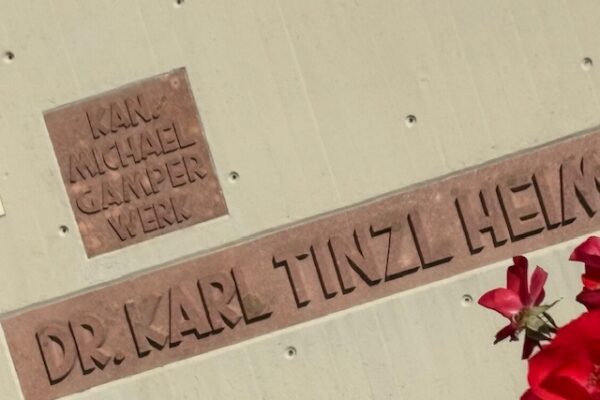 KAN.
MICHAEL
GAMPER
WERK
DR. KARL TINZL HEIM